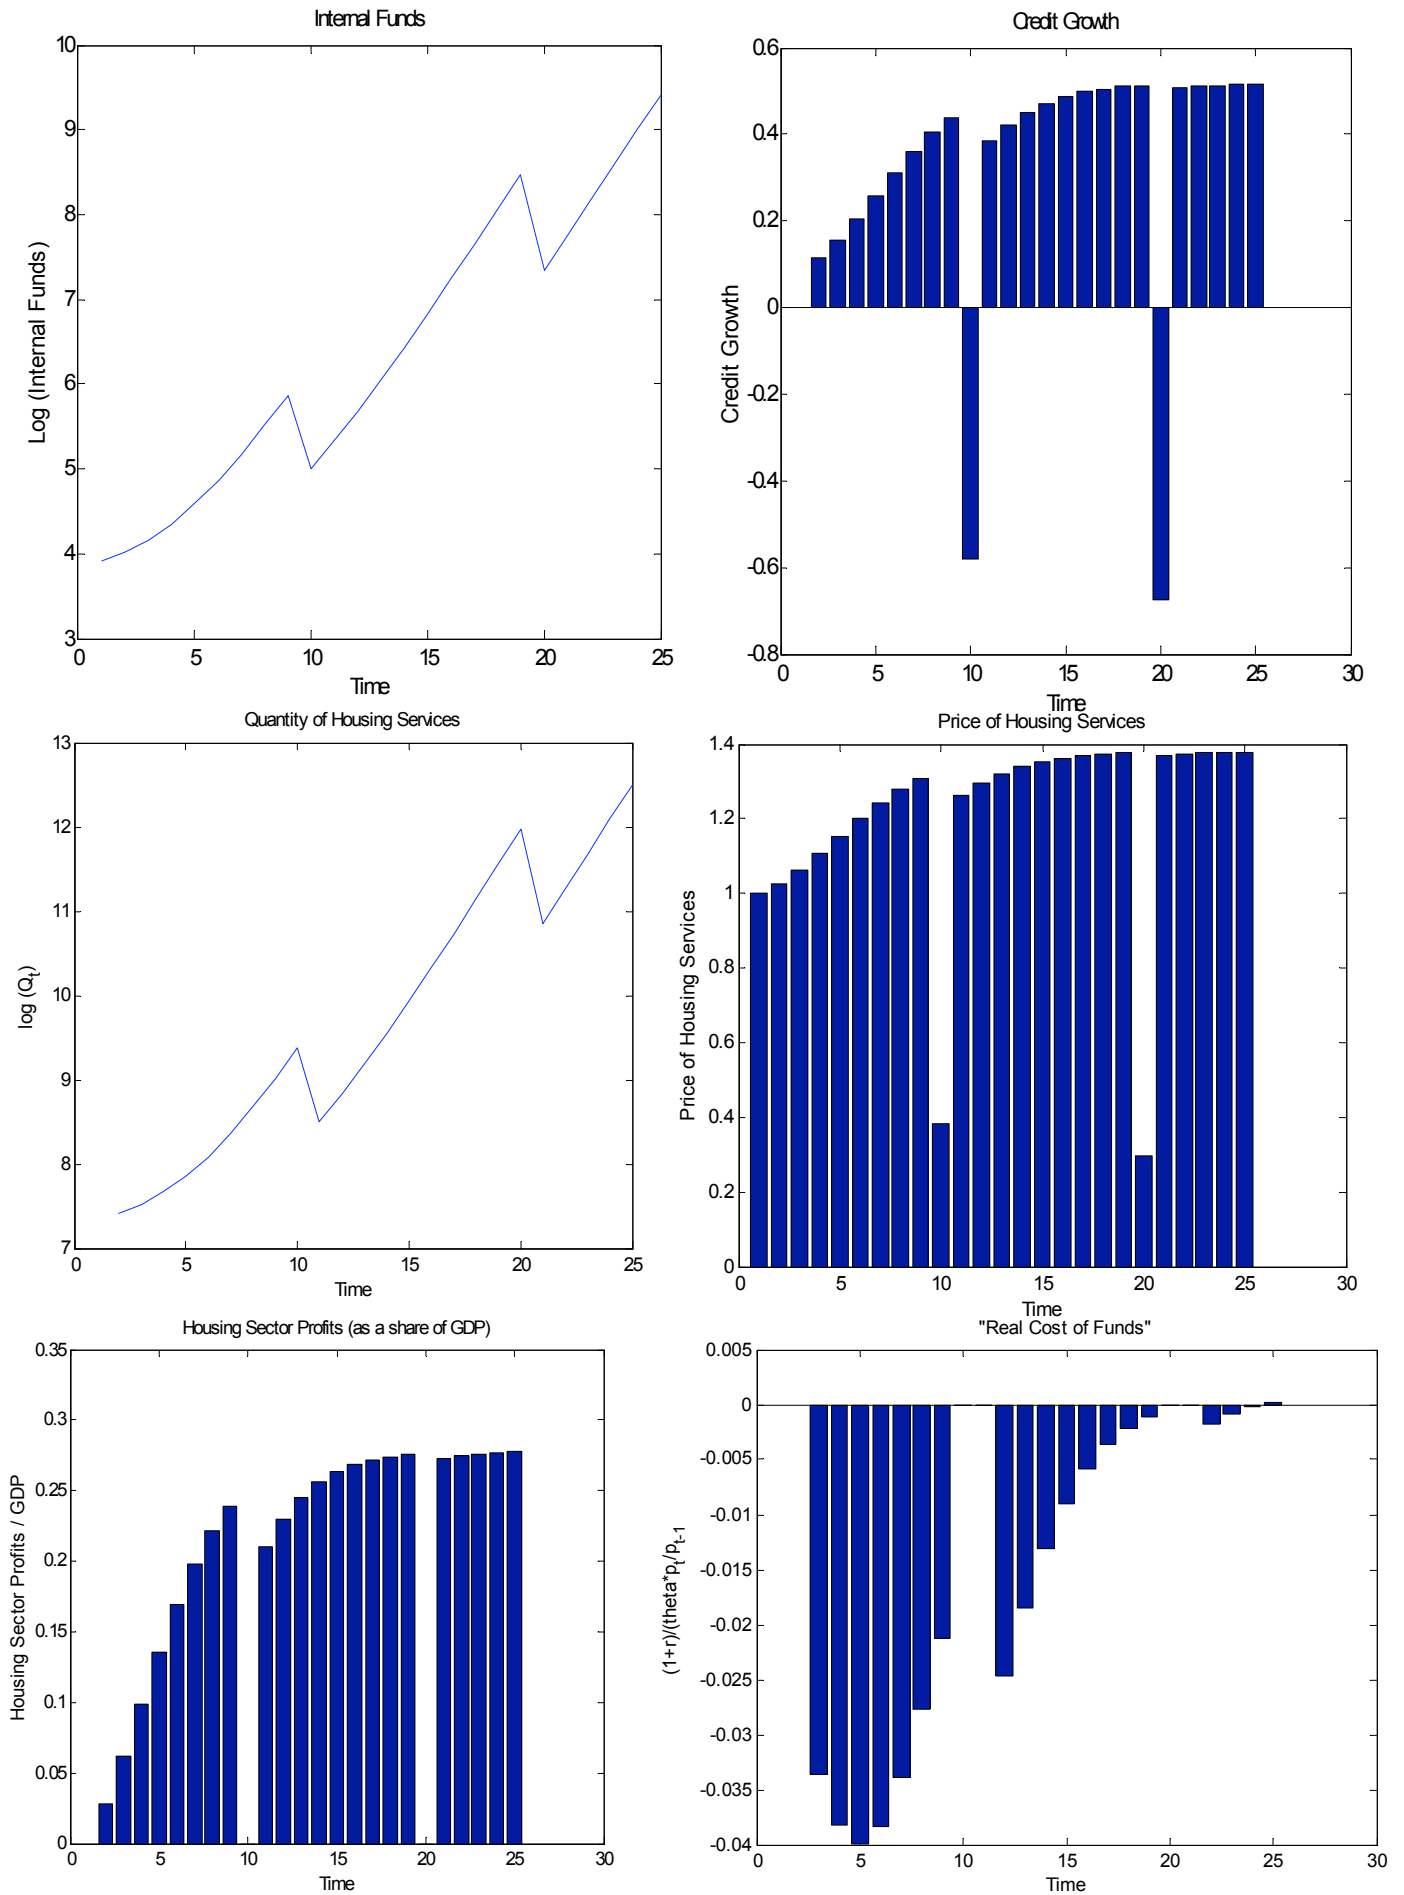 Internal Funds
Log (Internal Funds)
10
9
8
7
6
5
4
3
0 5 10 15 20 25
Time
Credit Growth
Credit Growth
0.6
0.4
0.2
0
-0.2
-0.4
-0.6
-0.8
0 5 10 15 20 25 30
Time
Quantity of Housing Services
log (Qt)
13
12
11
10
9
8
7
0 5 10 15 20 25
Time
Price of Housing Services
Price of Housing Services
1.4
1.2
1
0.8
0.6
0.4
0.2
0
0 5 10 15 20 25 30
Time
Housing Sector Profits (as a share of GDP)
Housing Sector Profits / GDP
0.35
0.3
0.25
0.2
0.15
0.1
0.05
0
0 5 10 15 20 25 30
Time
"Real Cost of Funds"
(1+r)/(theta*pt/pt-1
0.005
0
-0.005
-0.01
-0.015
-0.02
-0.025
-0.03
-0.035
-0.04
0 5 10 15 20 25 30
Time